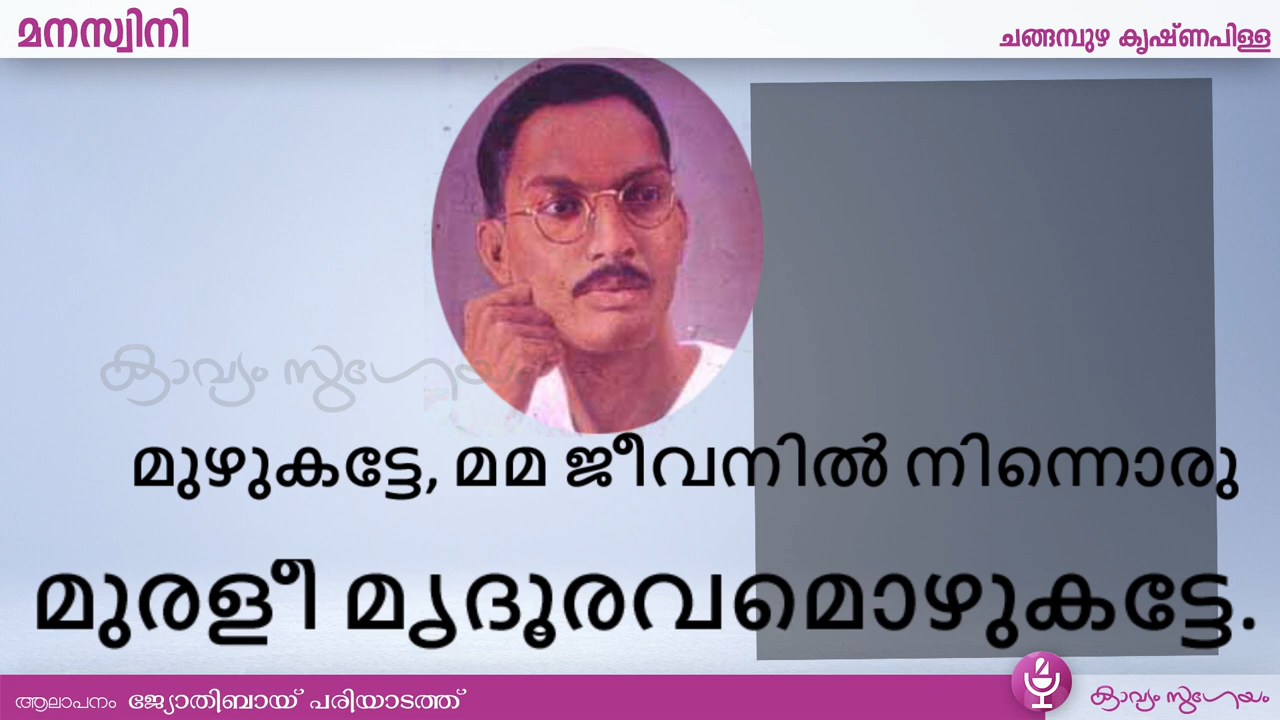 മനസ്വിനി
ചങ്ങമ്പുഴ കൃഷ്ണപിള്ള
കാവ്യം സുഗേയം
മുഴുകട്ടേ, മമ ജീവനിൽ നിന്നൊരു
മുരളീ മൃദൂരവമൊഴുകട്ടേ.
ആലാപനം ജ്യോതിബായ് പരിയാടത്ത്
കാവ്യം സുഗേയം